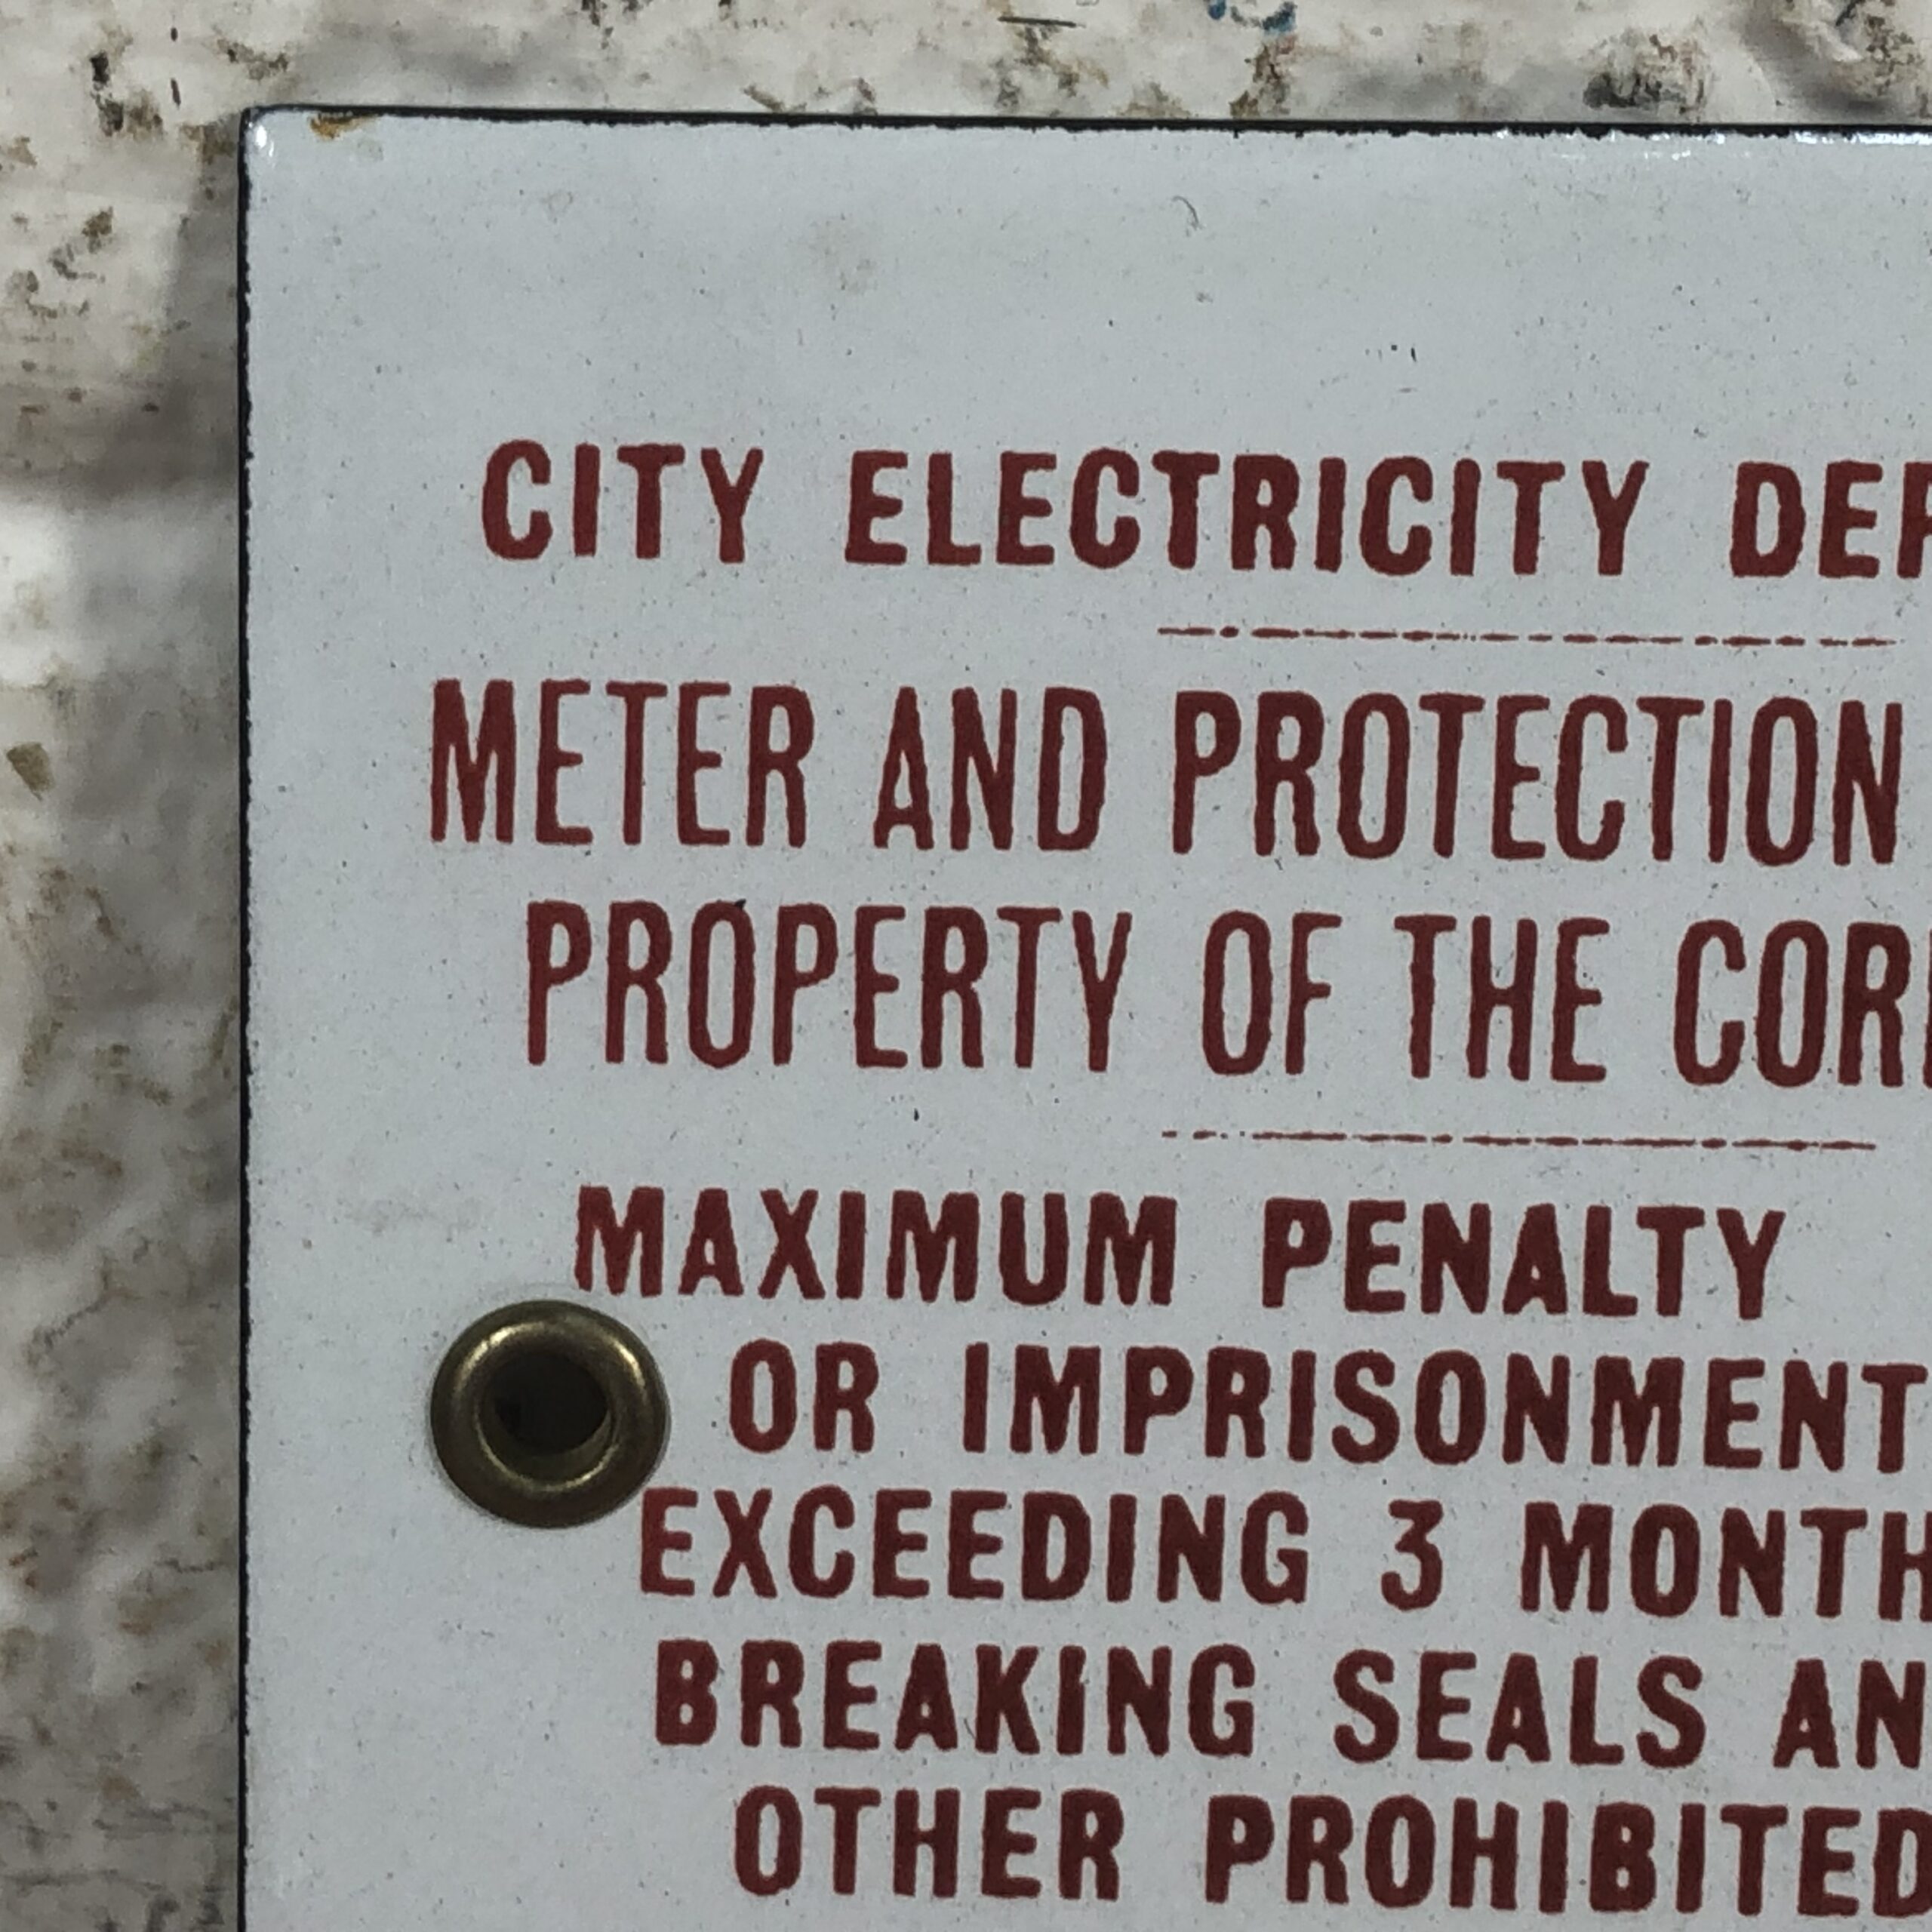 CITY ELECTRICITY DEP
METER AND PROTECTION
PROPERTY OF THE COR
MAXIMUM PENALTY
OR IMPRISONMENT
EXCEEDING 3 MONTH
BREAKING SEALS AN
OTHER PROHIBITED